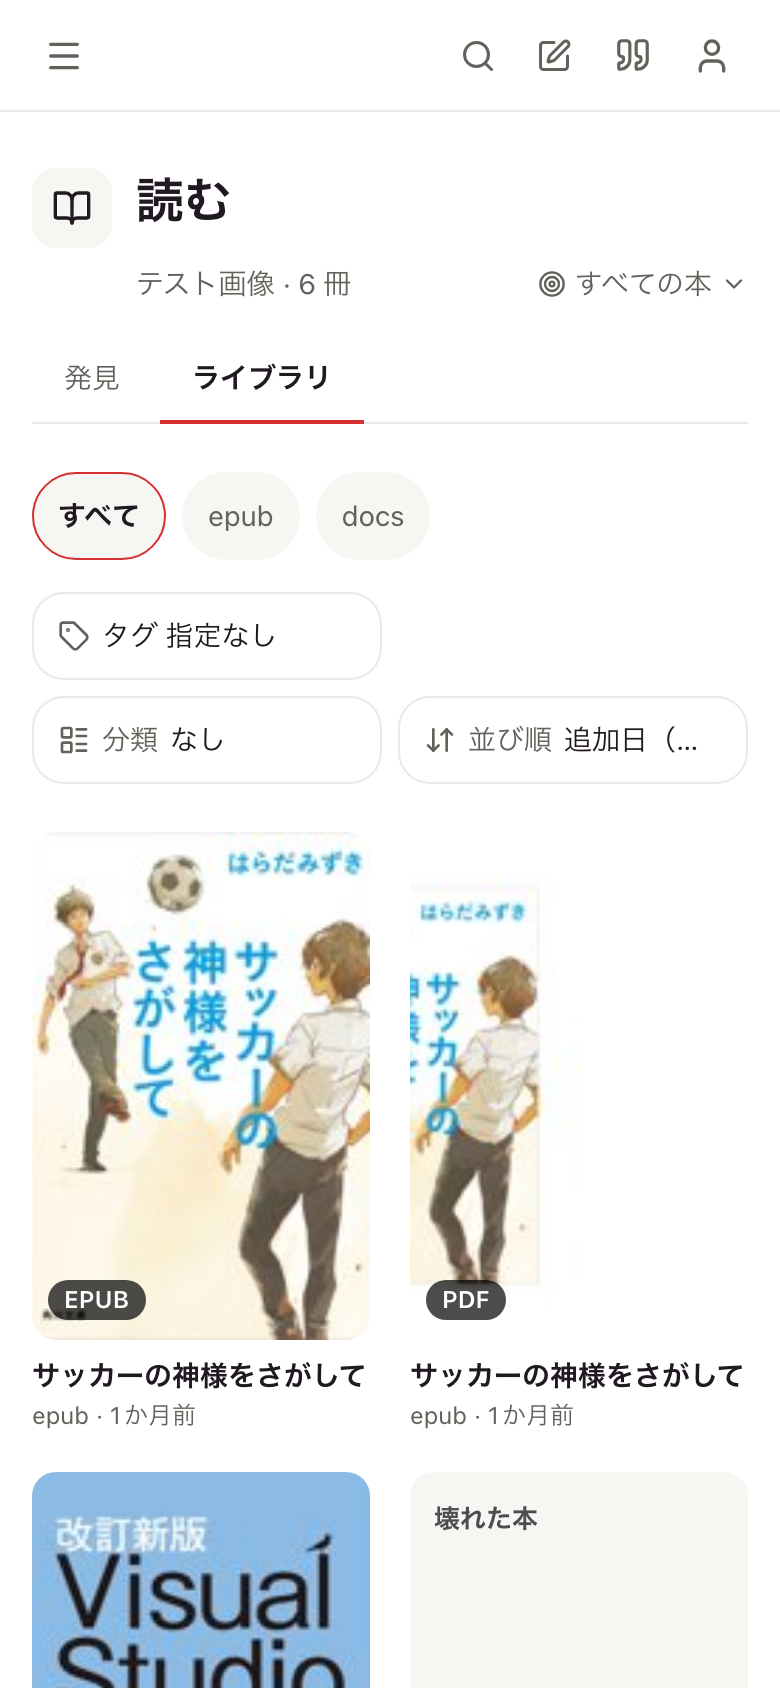 読む
テスト画像 · 6 冊
すべての本
発見
ライブラリ
すべて
epub
docs
タグ 指定なし
分類 なし
並び順 追加日（...
はらだみずき
サッカーの
神様を
さがして
EPUB
はらだみずき
サッカーの
PDF
サッカーの神様をさがして
epub · 1か月前
サッカーの神様をさがして
epub · 1か月前
改訂新版
Visual
Studio
壊れた本